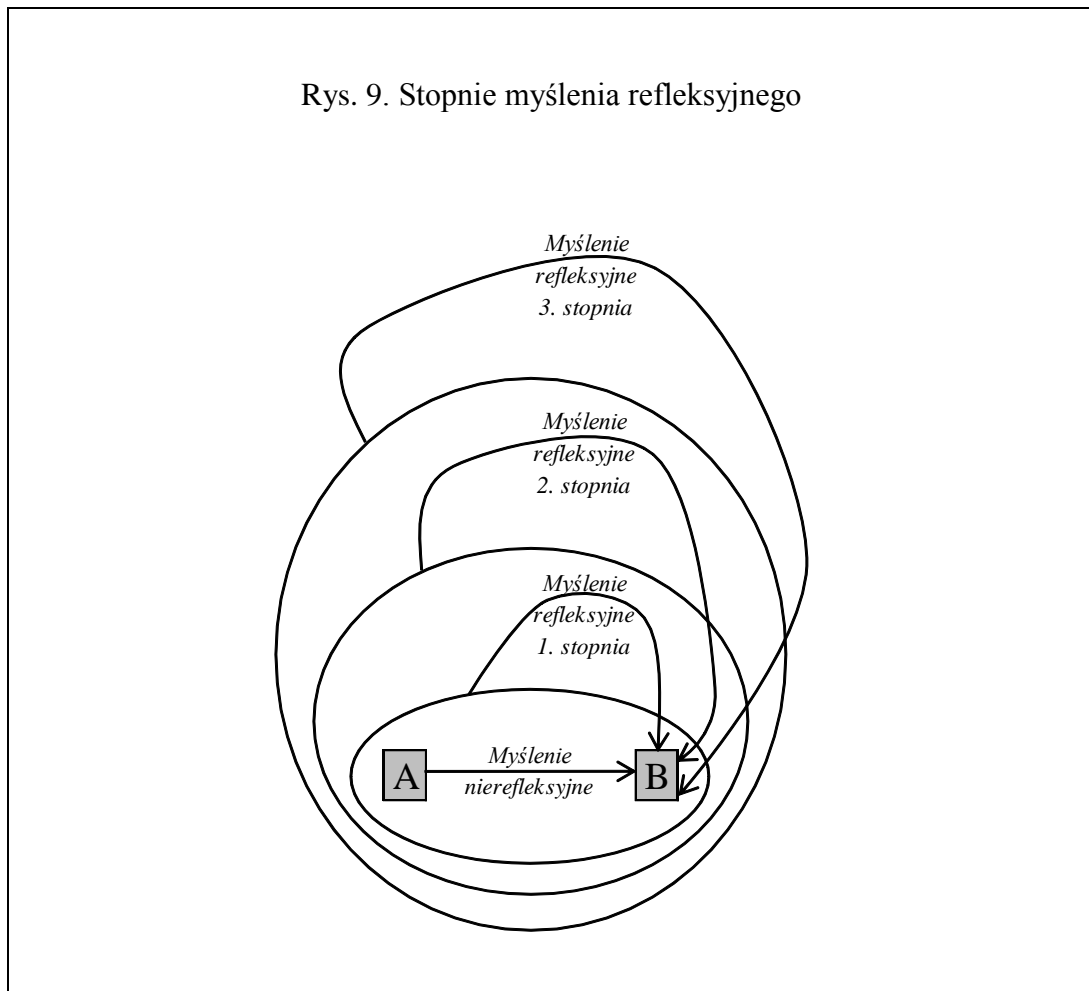 Rys. 9. Stopnie myślenia refleksyjnego
Myślenie
refleksyjne
3. stopnia
Myślenie
refleksyjne
2. stopnia
Myślenie
refleksyjne
1. stopnia
A
Myślenie
nierefleksyjne
B